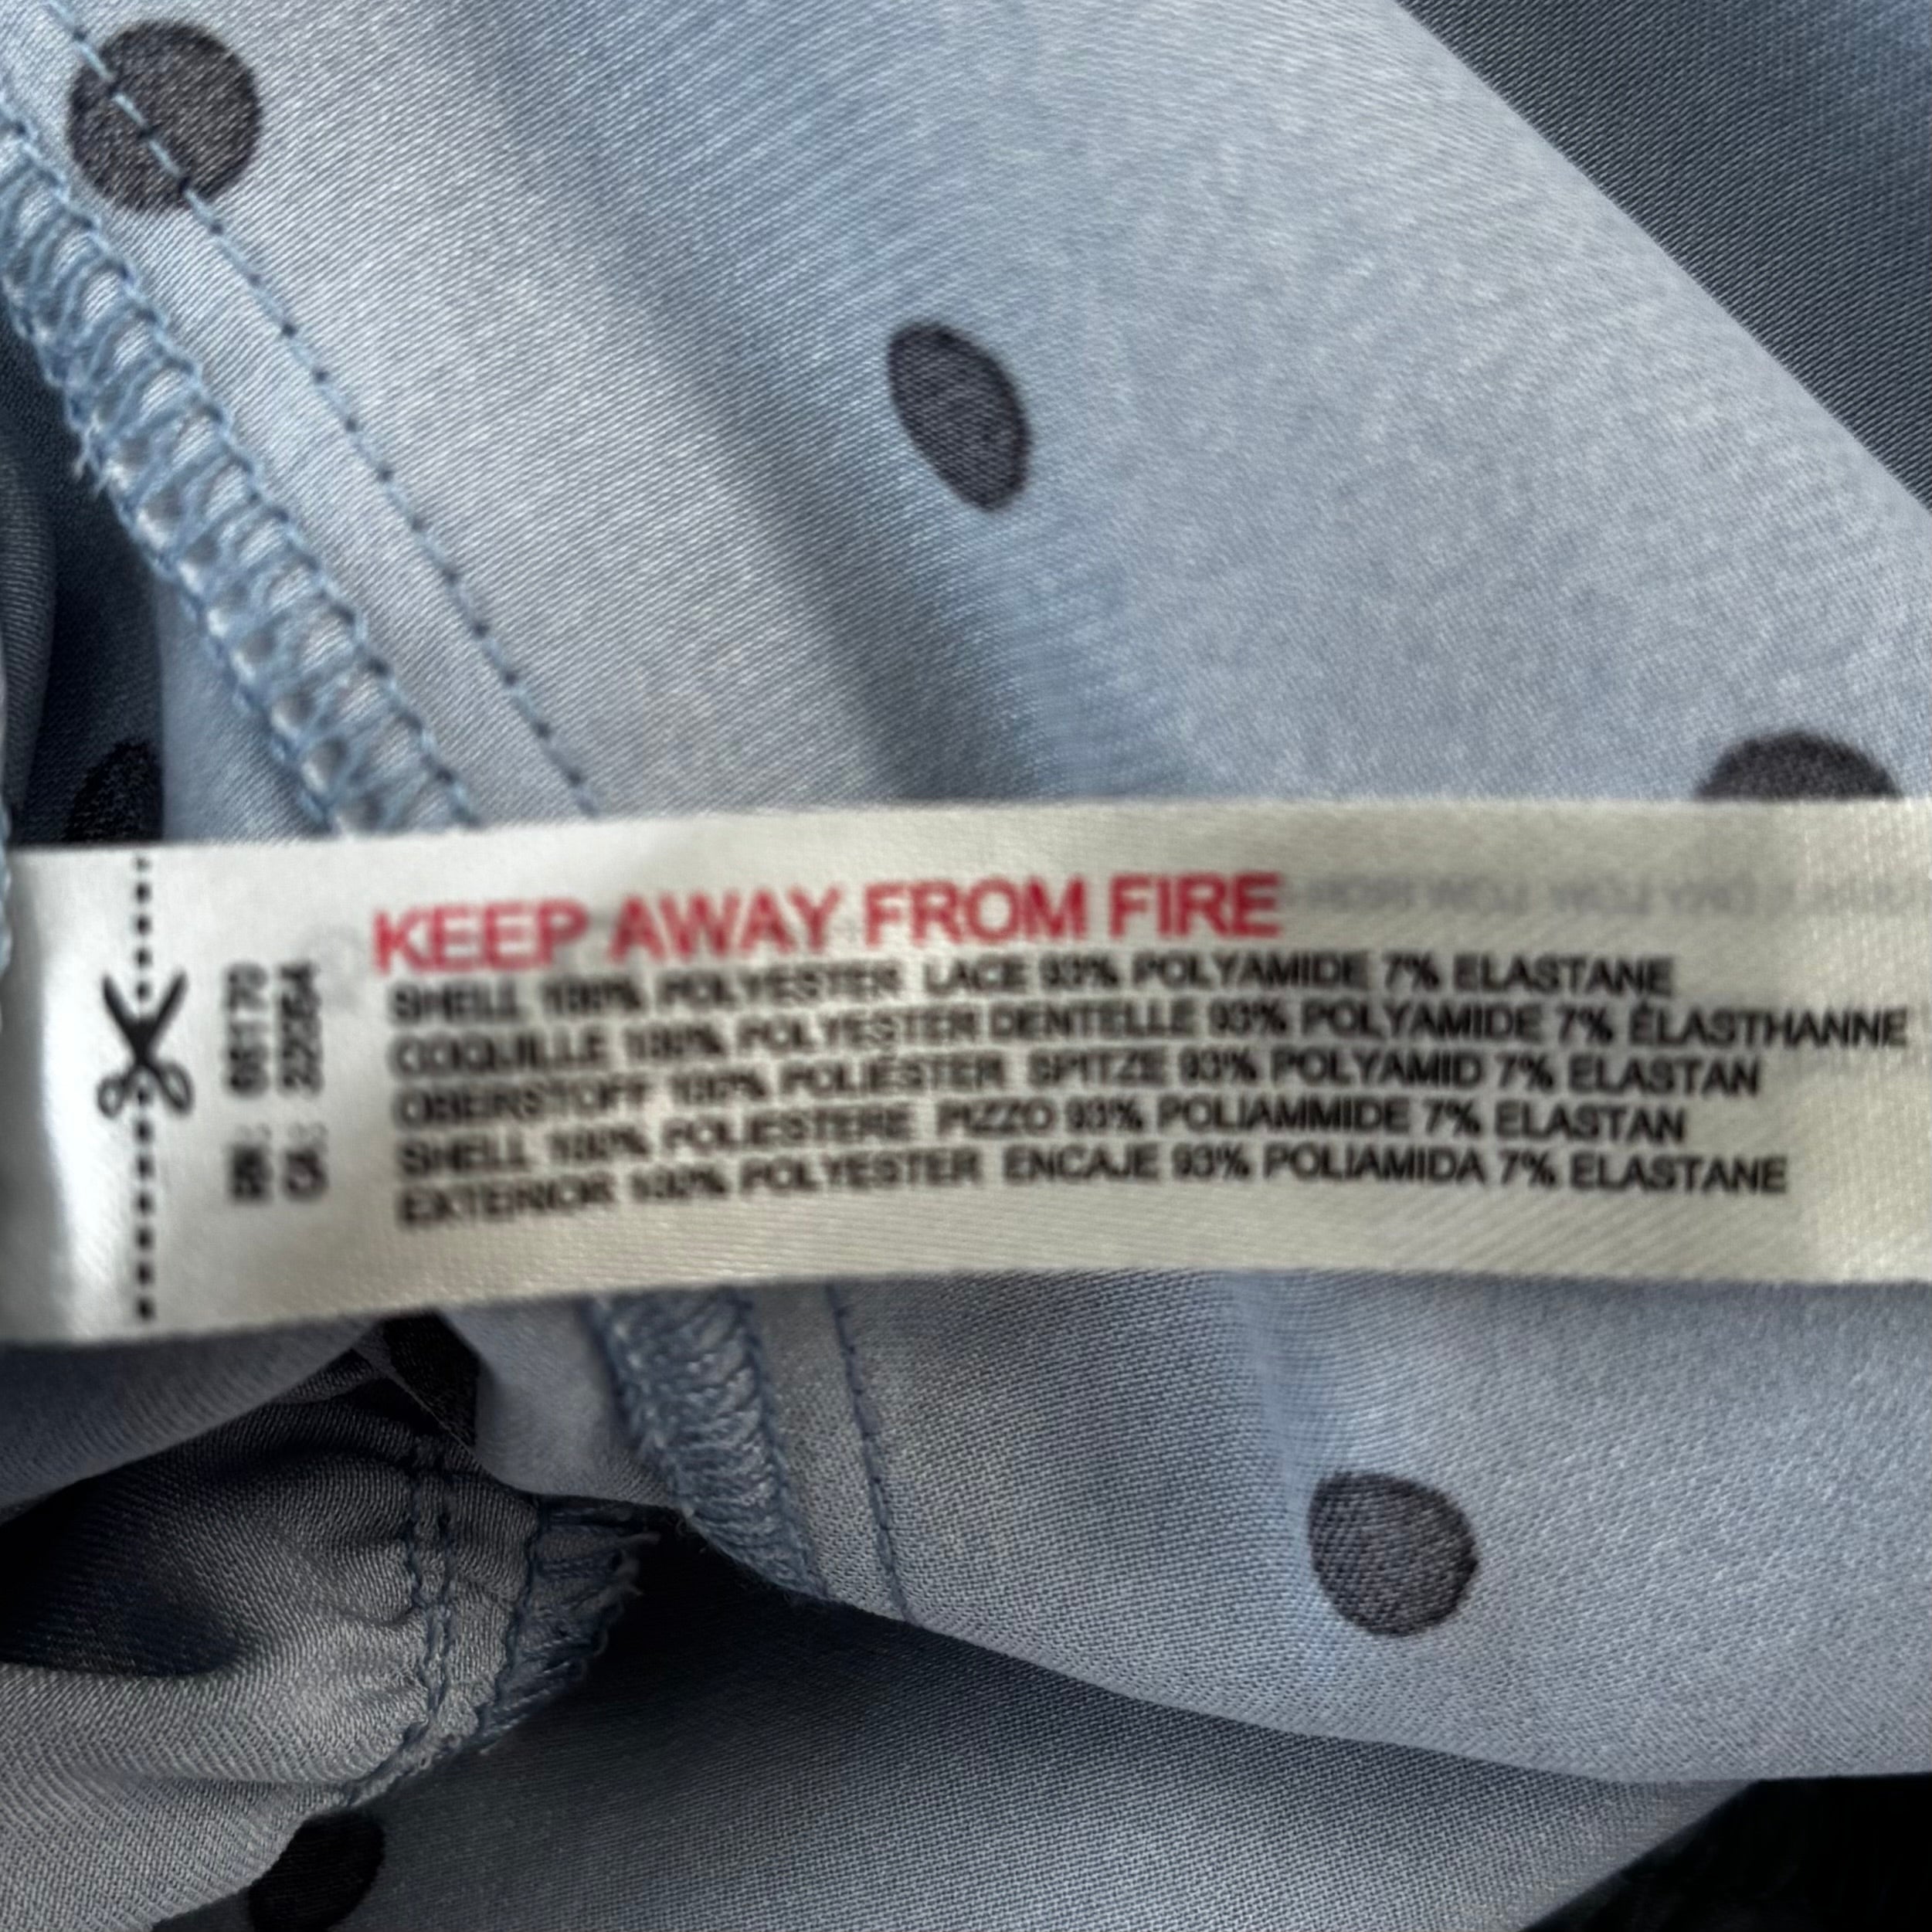 KEEP AWAY FROM FIRE
SHELL 100% POLYESTER LACE 93% POLYAMIDE 7% ELASTANE
COQUILLE 100% POLYESTER DENTELLE 93% POLYAMIDE 7% ÉLASTHANNE
OBERSTOFF 100% POLIÉSTER SPITZE 93% POLYAMID 7% ELASTAN
SHELL 100% POLIESTERE PIZZO 93% POLIAMMIDE 7% ELASTAN
EXTERIOR 100% POLYESTER ENCAJE 93% POLIAMIDA 7% ELASTANE